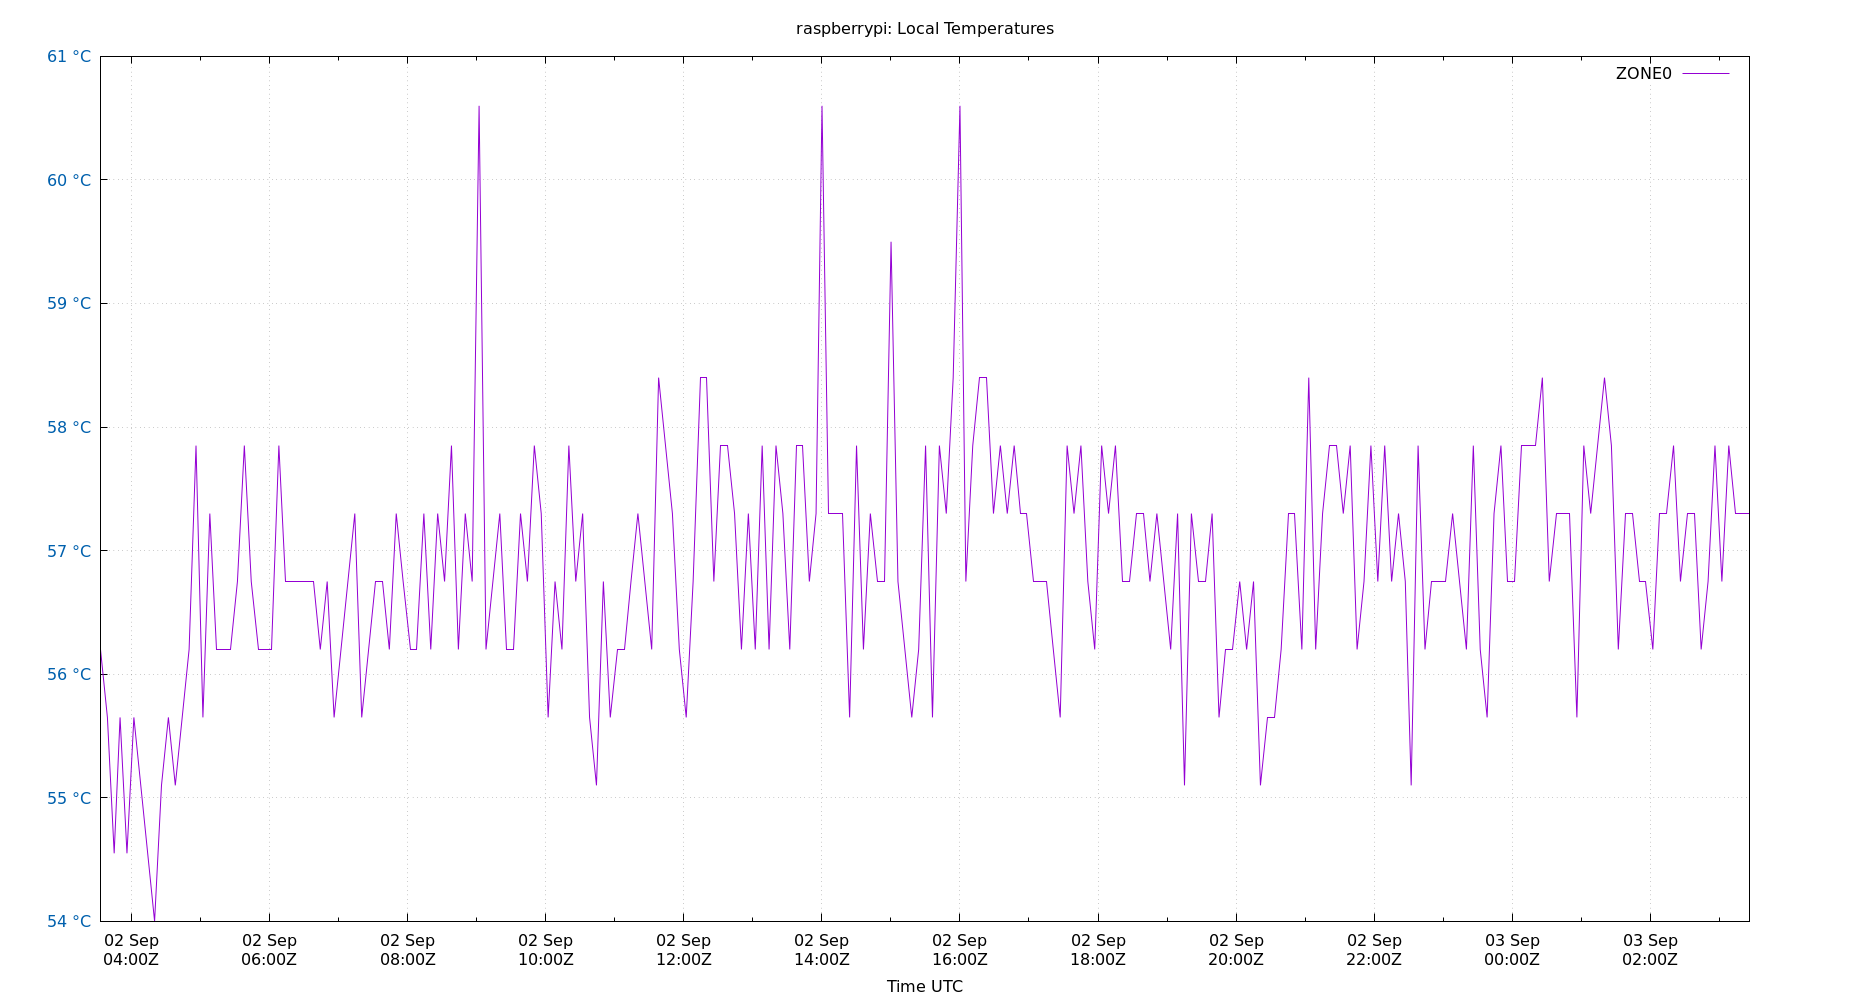 raspberrypi: Local Temperatures
61 °C
ZONE0
60 °C
59 °C
58 °C
57 °C
56 °C
55 °C
54 °C
02 Sep 02 Sep 02 Sep 02 Sep 02 Sep 02 Sep 02 Sep 02 Sep 02 Sep 02 Sep 03 Sep 03 Sep
04:00Z 06:00Z 08:00Z 10:00Z 12:00Z 14:00Z 16:00Z 18:00Z 20:00Z 22:00Z 00:00Z 02:00Z
Time UTC